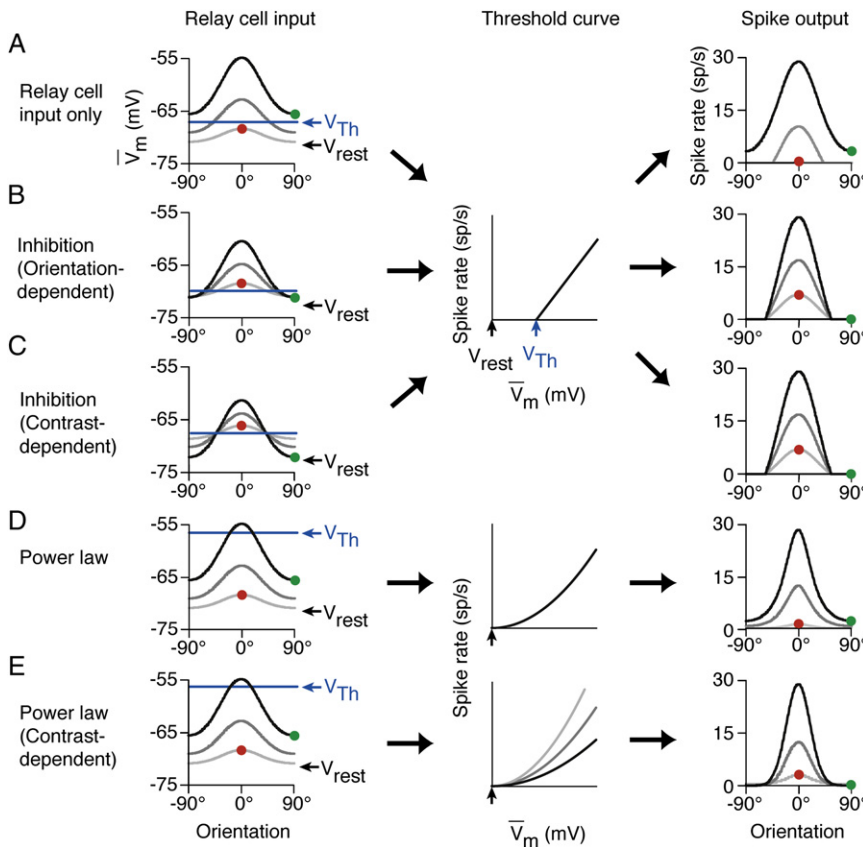 Relay cell input
Threshold curve
Spike output
A
Relay cell
input only
V̅m (mV)
-55
-65
-75
-90°
0°
90°
VTh
Vrest
Spike rate (sp/s)
30
15
0
-90°
0°
90°
B
Inhibition
(Orientation-
dependent)
-55
-65
-75
-90°
0°
90°
Vrest
Spike rate (sp/s)
Vrest
VTh
V̅m (mV)
30
15
0
-90°
0°
90°
C
Inhibition
(Contrast-
dependent)
-55
-65
-75
-90°
0°
90°
Vrest
30
15
0
-90°
0°
90°
D
Power law
-55
-65
-75
-90°
0°
90°
VTh
Vrest
Spike rate (sp/s)
30
15
0
-90°
0°
90°
E
Power law
(Contrast-
dependent)
-55
-65
-75
-90°
0°
90°
VTh
Vrest
Orientation
V̅m (mV)
30
15
0
-90°
0°
90°
Orientation